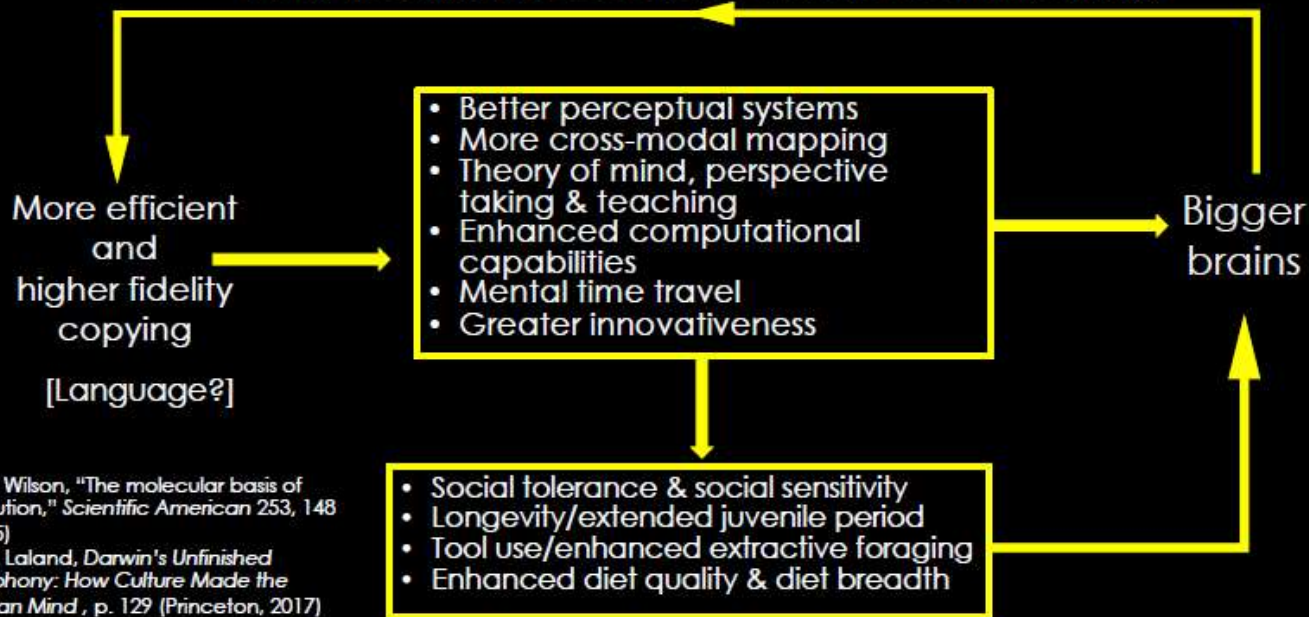 More efficient
and
higher fidelity
copying
[Language?]
• Better perceptual systems
• More cross-modal mapping
• Theory of mind, perspective
taking & teaching
• Enhanced computational
capabilities
• Mental time travel
• Greater innovativeness
Bigger
brains
• Social tolerance & social sensitivity
• Longevity/extended juvenile period
• Tool use/enhanced extractive foraging
• Enhanced diet quality & diet breadth
Wilson, “The molecular basis of
Scientific American 253, 148
Laland, Darwin’s Unfinished
How Culture Made the
Mind , p. 129 (Princeton, 2017)